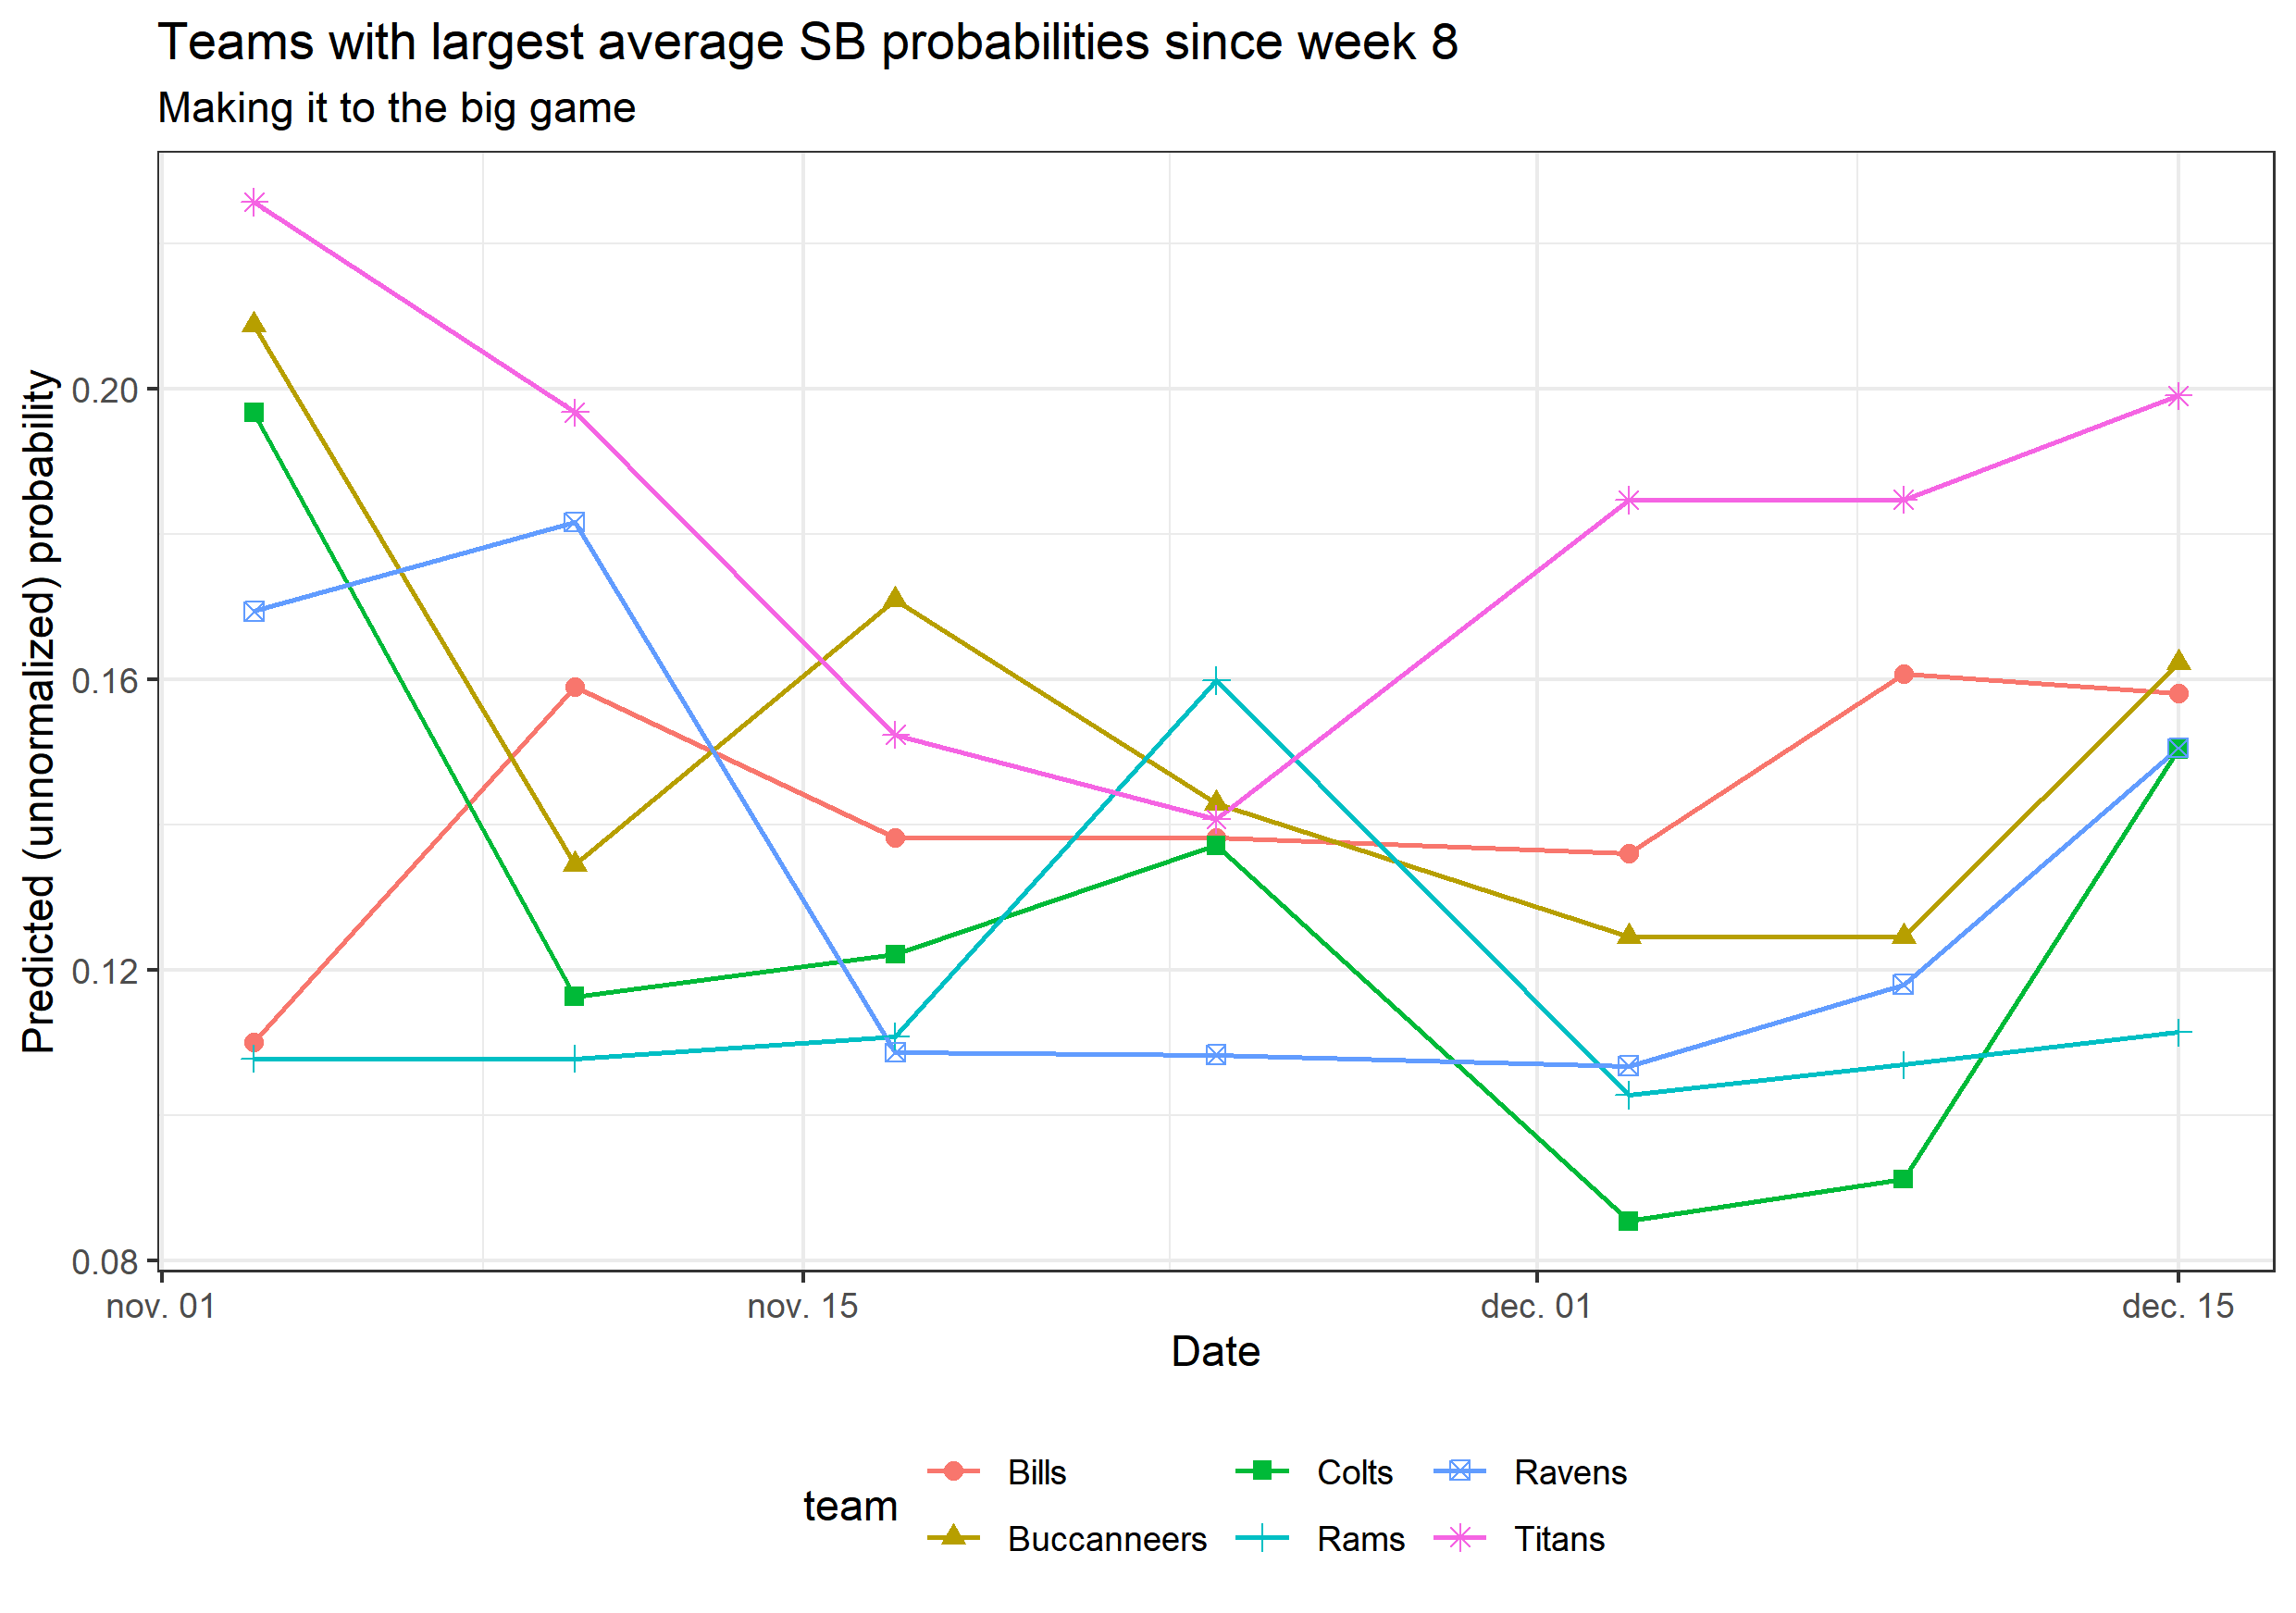 Teams with largest average SB probabilities since week 8
Making it to the big game
Predicted (unnormalized) probability
0.20
0.16
0.12
0.08
nov. 01
nov. 15
dec. 01
dec. 15
Date
team
Bills
Colts
Ravens
Buccanneers
Rams
Titans